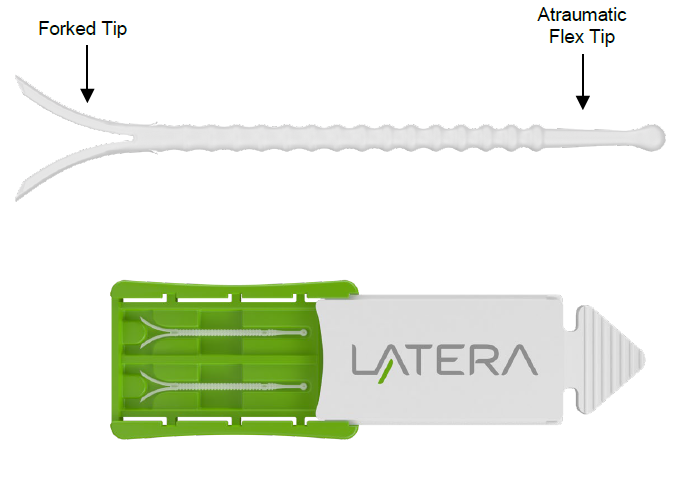 Forked Tip
Atraumatic
Flex Tip
LATERA